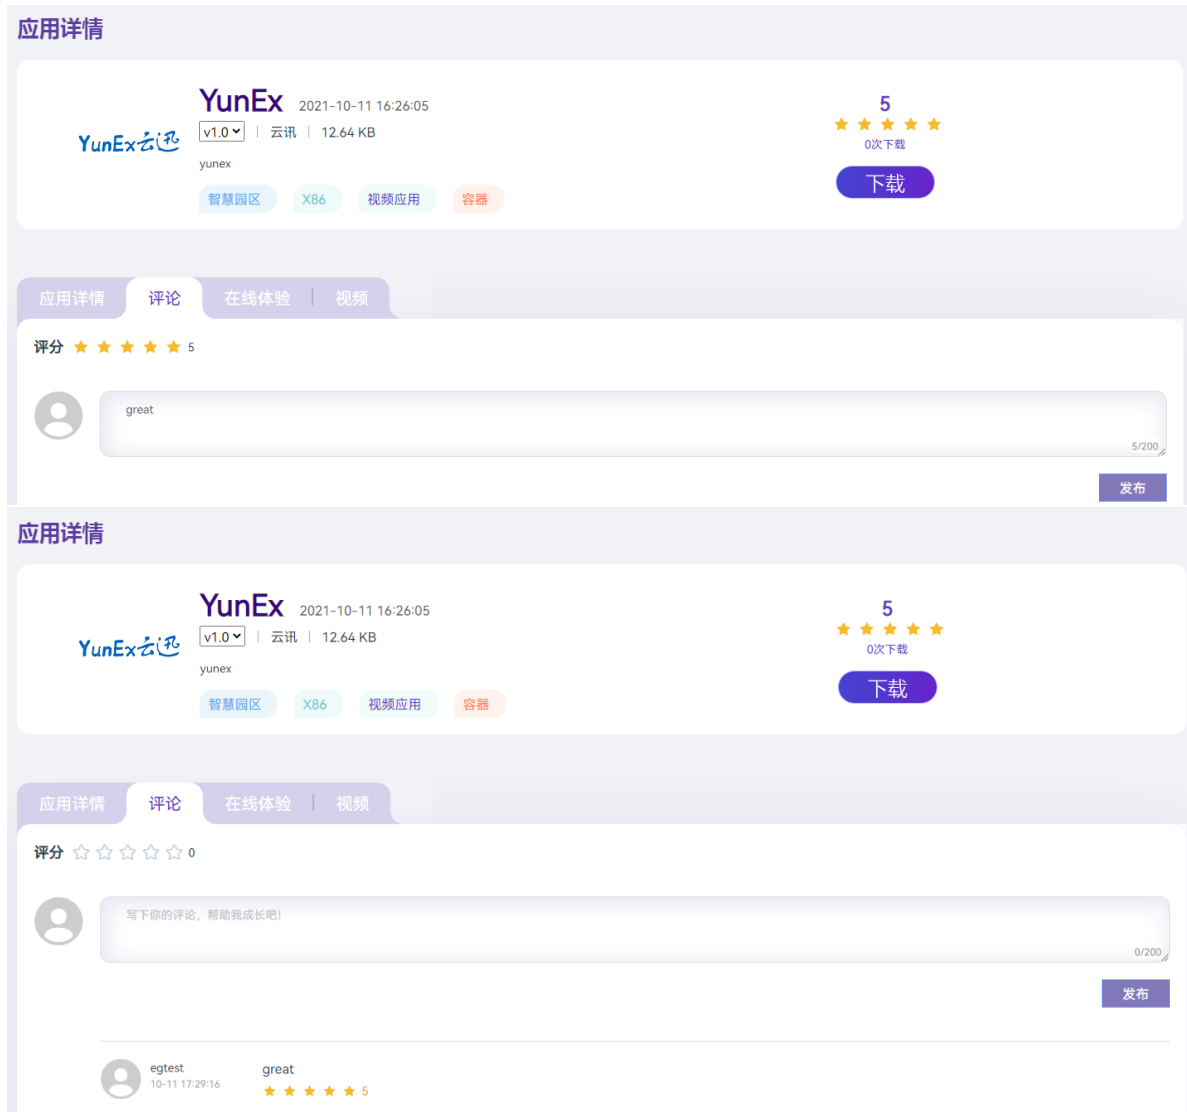 应用详情
YunEx 2021-10-11 16:26:05
5
YunEx云迅
v1.0 | 云讯 | 12.64 KB
0次下载
yunex
下载
智慧园区 X86 视频应用 容器
应用详情 评论 在线体验 | 视频
评分 5
great
5/200
发布
应用详情
YunEx 2021-10-11 16:26:05
5
YunEx云迅
v1.0 | 云讯 | 12.64 KB
0次下载
yunex
下载
智慧园区 X86 视频应用 容器
应用详情 评论 在线体验 | 视频
评分 0
写下你的评论，帮助我成长吧！
0/200
发布
egtest great
10-11 17:29:16
5